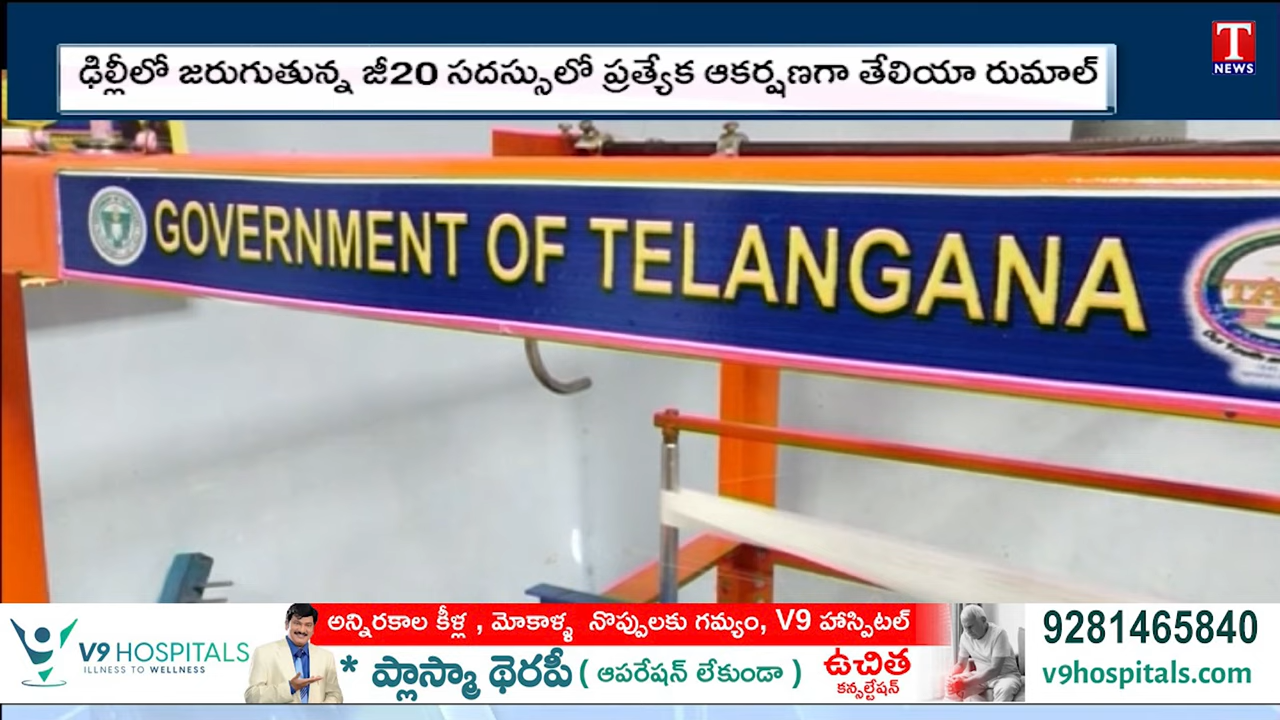 ఢిల్లీలో జరుగుతున్న జీ20 సదస్సులో ప్రత్యేక ఆకర్షణగా తేలియా రుమాల్
T
NEWS
GOVERNMENT OF TELANGANA
V9 HOSPITALS
ILLNESS TO WELLNESS
అన్నిరకాల కీళ్ల , మోకాళ్ళ నొప్పులకు గమ్యం, V9 హాస్పిటల్
* ప్లాస్మా థెరపీ ( ఆపరేషన్ లేకుండా )
ఉచిత
కన్సల్టేషన్
9281465840
v9hospitals.com